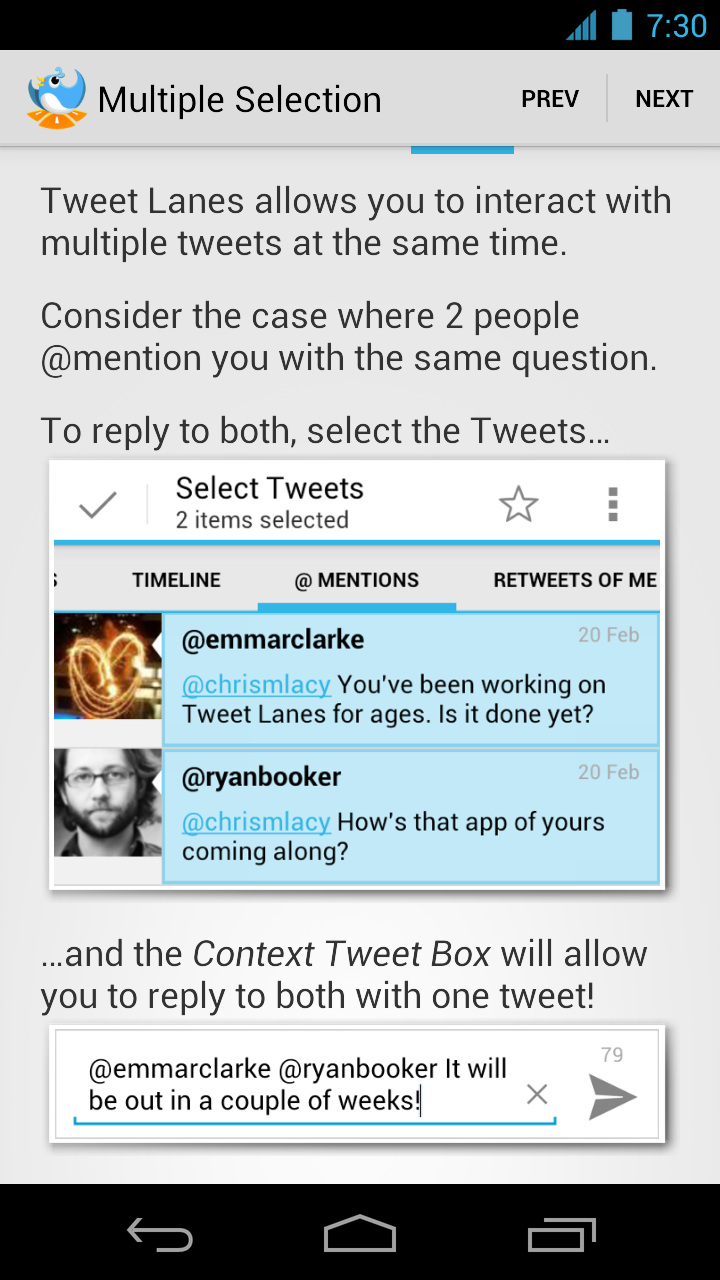 7:30
Multiple Selection
PREV
NEXT
Tweet Lanes allows you to interact with
multiple tweets at the same time.
Consider the case where 2 people
@mention you with the same question.
To reply to both, select the Tweets...
Select Tweets
2 items selected
S TIMELINE @ MENTIONS RETWEETS OF ME
@emmarclarke 20 Feb
@chrismlacy You've been working on
Tweet Lanes for ages. Is it done yet?
@ryanbooker 20 Feb
@chrismlacy How's that app of yours
coming along?
...and the Context Tweet Box will allow
you to reply to both with one tweet!
79
@emmarclarke @ryanbooker It will
be out in a couple of weeks!